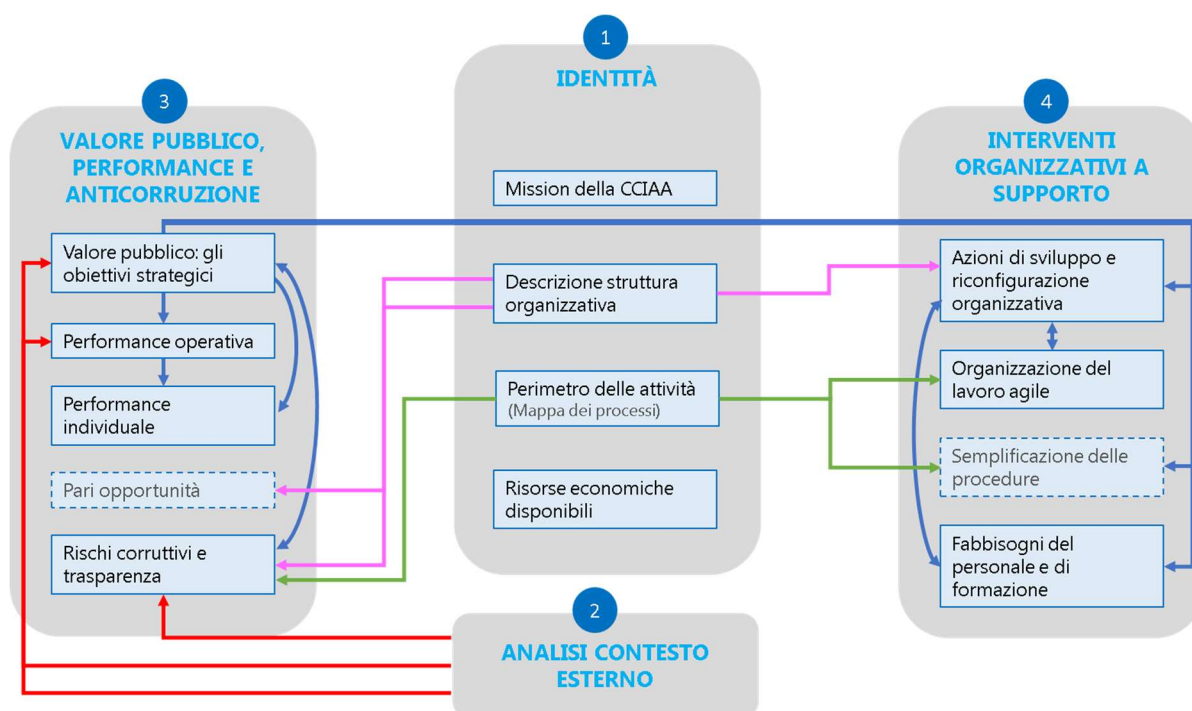 1
IDENTITÀ
Mission della CCIAA
Descrizione struttura
organizzativa
Perimetro delle attività
(Mappa dei processi)
Risorse economiche
disponibili
2
ANALISI CONTESTO
ESTERNO
3
VALORE PUBBLICO,
PERFORMANCE E
ANTICORRUZIONE
Valore pubblico: gli
obiettivi strategici
Performance operativa
Performance
individuale
Pari opportunità
Rischi corruttivi e
trasparenza
4
INTERVENTI
ORGANIZZATIVI A
SUPPORTO
Azioni di sviluppo e
riconfigurazione
organizzativa
Organizzazione del
lavoro agile
Semplificazione delle
procedure
Fabbisogni del
personale e di
formazione